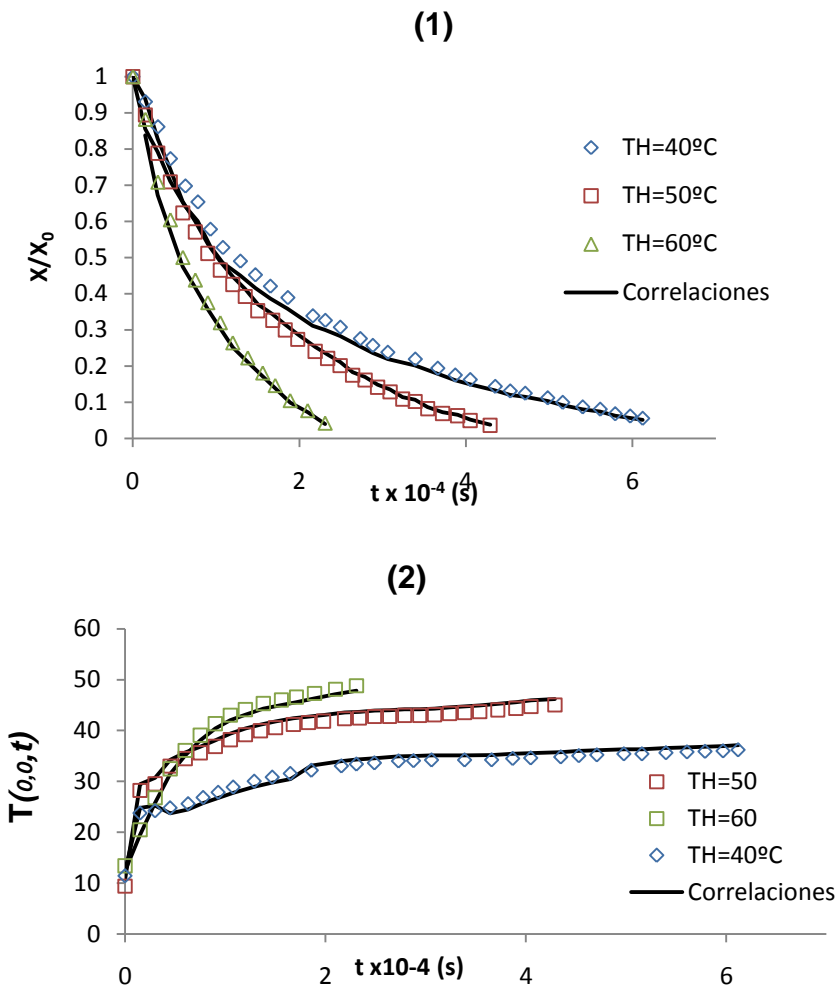 (1)
X/X0
1
0.9
0.8
0.7
0.6
0.5
0.4
0.3
0.2
0.1
0
0 2 4 6
t x 10-4 (s)
TH=40ºC
TH=50ºC
TH=60ºC
Correlaciones
(2)
T(0,0,t)
60
50
40
30
20
10
0
0 2 4 6
t x10-4 (s)
TH=50
TH=60
TH=40ºC
Correlaciones